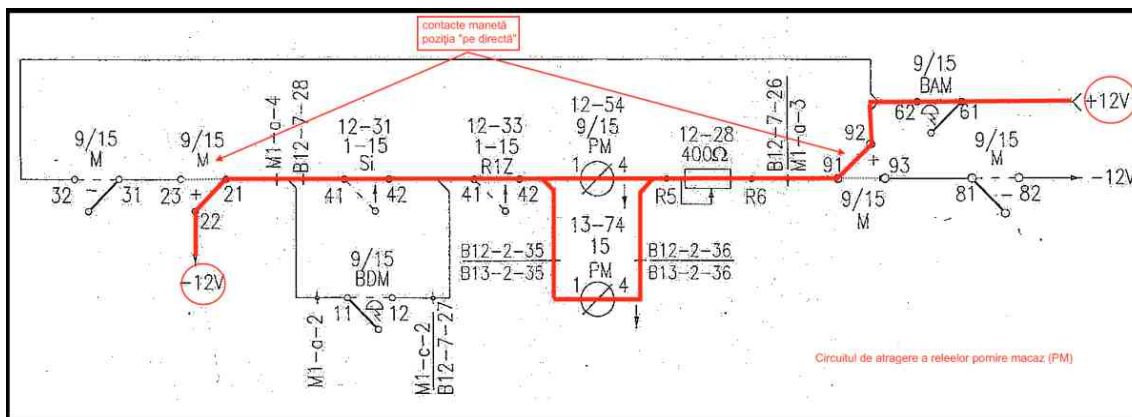 contacte manetă
poziția "pe directă"
9/15
BAM
62
61
+12V
12-54
9/15
PM
1
4
12-28
400Ω
B12-7-26
M1-a-3
92
+
91
93
9/15
M
9/15
M
-
81
82
-12V
9/15
M
32
-
31
23
9/15
M
+
21
22
-12V
M1-a-4
B12-7-28
12-31
1-15
Si
41
42
12-33
1-15
R1Z
41
42
R5
R6
13-74
15
PM
1
4
B12-2-35
B13-2-35
B12-2-36
B13-2-36
9/15
BDM
11
12
M1-a-2
M1-c-2
B12-7-27
Circuitul de atragere a releelor pornire macaz (PM)